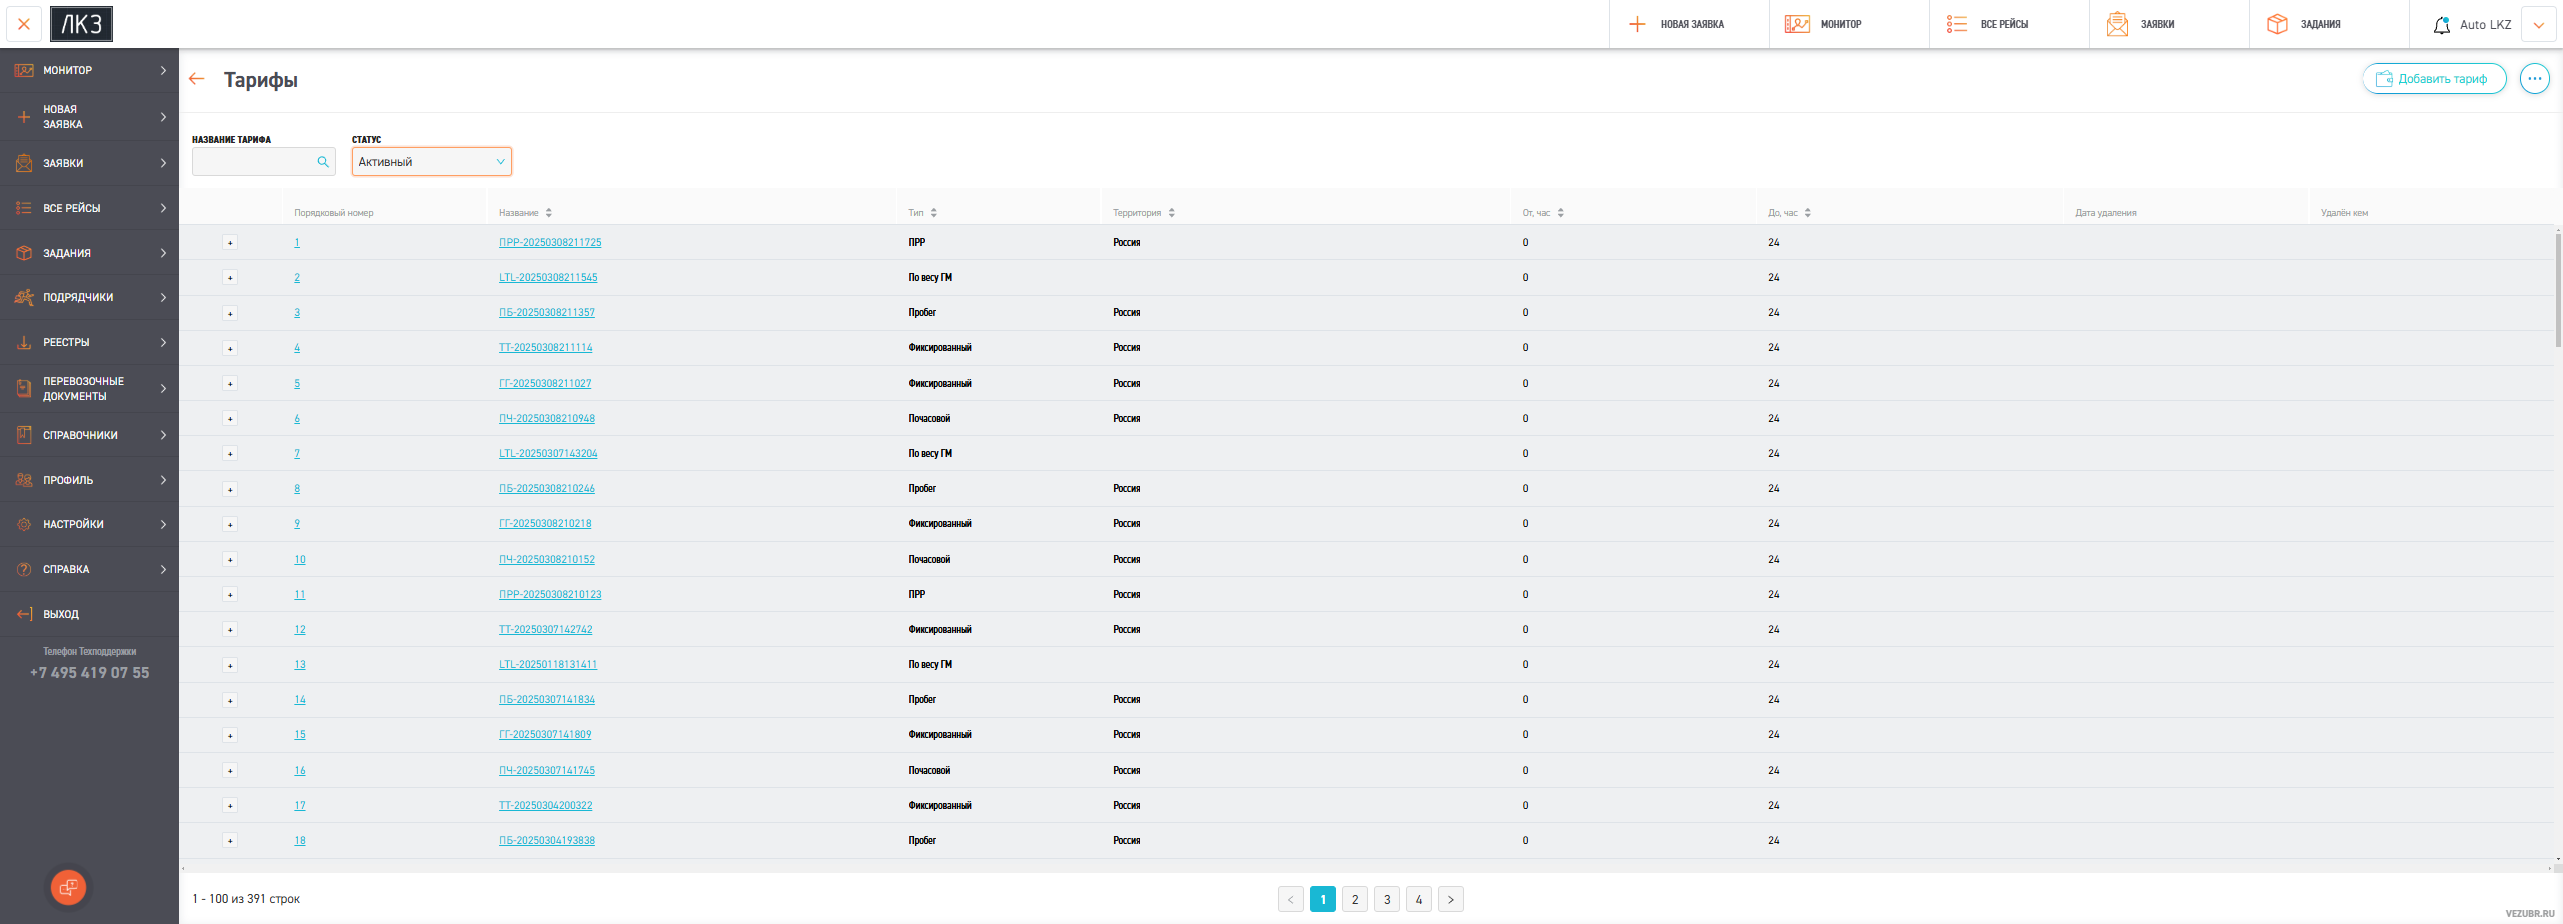 ЛКЗ
НОВАЯ ЗАЯВКА
МОНИТОР
ВСЕ РЕЙСЫ
ЗАЯВКИ
ЗАДАНИЯ
Auto LKZ
МОНИТОР
НОВАЯ
ЗАЯВКА
ЗАЯВКИ
ВСЕ РЕЙСЫ
ЗАДАНИЯ
ПОДРЯДЧИКИ
РЕЕСТРЫ
ПЕРЕВОЗОЧНЫЕ
ДОКУМЕНТЫ
СПРАВОЧНИКИ
ПРОФИЛЬ
НАСТРОЙКИ
СПРАВКА
ВЫХОД
Телефон Техподдержки
+7 495 419 07 55
Тарифы
Добавить тариф
НАЗВАНИЕ ТАРИФА
СТАТУС
Активный
Порядковый номер Название Тип Территория От, час До, час Дата удаления Удалён кем
+ 1 ПРР-20250308211725 ПРР Россия 0 24
+ 2 LTL-20250308211545 По весу ГМ 0 24
+ 3 ПБ-20250308211357 Пробег Россия 0 24
+ 4 ТТ-20250308211114 Фиксированный Россия 0 24
+ 5 ГГ-20250308211027 Фиксированный Россия 0 24
+ 6 ПЧ-20250308210948 Почасовой Россия 0 24
+ 7 LTL-20250307143204 По весу ГМ 0 24
+ 8 ПБ-20250308210246 Пробег Россия 0 24
+ 9 ГГ-20250308210218 Фиксированный Россия 0 24
+ 10 ПЧ-20250308210152 Почасовой Россия 0 24
+ 11 ПРР-20250308210123 ПРР Россия 0 24
+ 12 ТТ-20250307142742 Фиксированный Россия 0 24
+ 13 LTL-20250118131411 По весу ГМ 0 24
+ 14 ПБ-20250307141834 Пробег Россия 0 24
+ 15 ГГ-20250307141809 Фиксированный Россия 0 24
+ 16 ПЧ-20250307141745 Почасовой Россия 0 24
+ 17 ТТ-20250304200322 Фиксированный Россия 0 24
+ 18 ПБ-20250304193838 Пробег Россия 0 24
1 - 100 из 391 строк
< 1 2 3 4 >
VEZUBR.RU